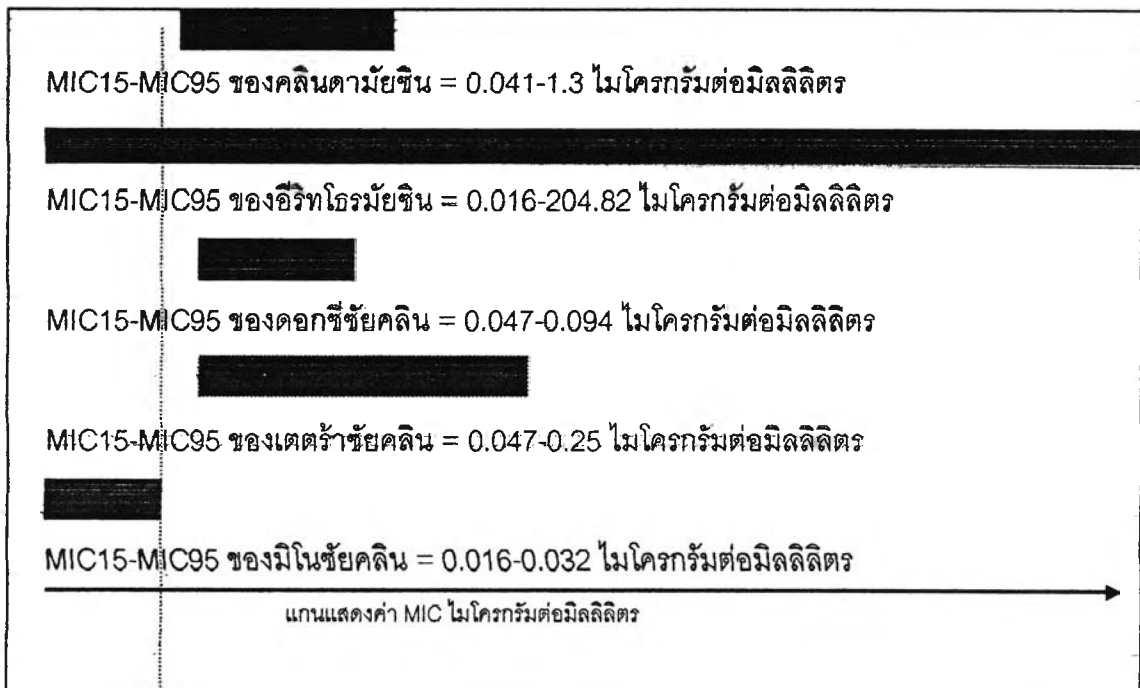 MIC15-MIC95 ของคลินดามัยซิน = 0.041-1.3 ไมโครกรัมต่อมิลลิลิตร
MIC15-MIC95 ของอีริทโธรมัยซิน = 0.016-204.82 ไมโครกรัมต่อมิลลิลิตร
MIC15-MIC95 ของดอกซีซัยคลิน = 0.047-0.094 ไมโครกรัมต่อมิลลิลิตร
MIC15-MIC95 ของเตตร้าซัยคลิน = 0.047-0.25 ไมโครกรัมต่อมิลลิลิตร
MIC15-MIC95 ของมิโนซัยคลิน = 0.016-0.032 ไมโครกรัมต่อมิลลิลิตร
แกนแสดงค่า MIC ไมโครกรัมต่อมิลลิลิตร